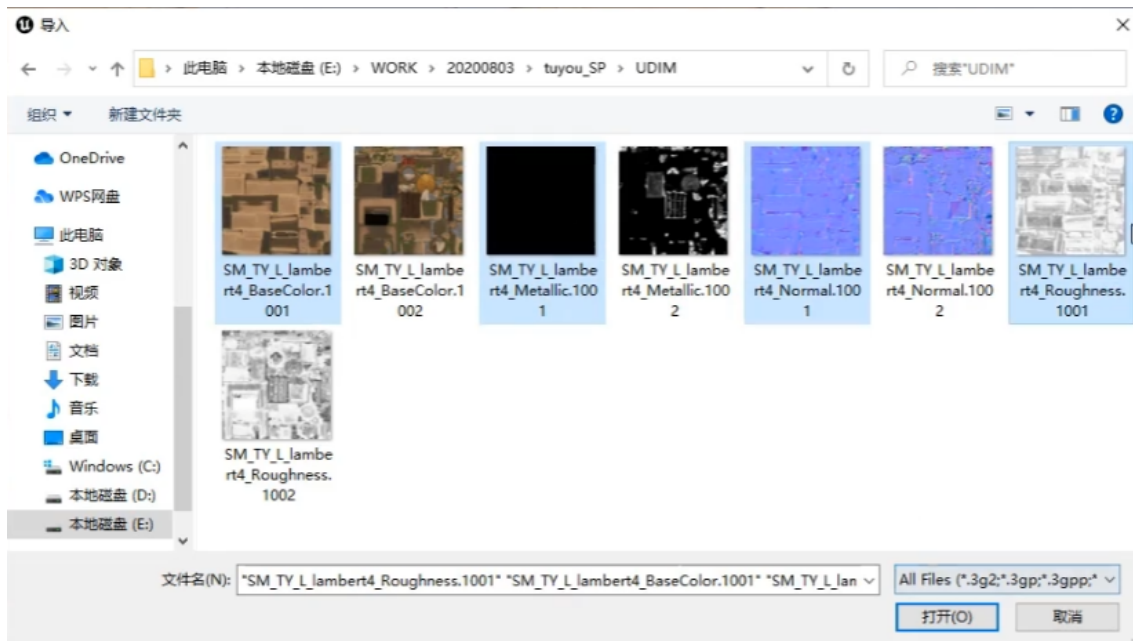 导入
此电脑 > 本地磁盘 (E:) > WORK > 20200803 > tuyou_SP > UDIM
搜索"UDIM"
组织
新建文件夹
OneDrive
WPS网盘
此电脑
3D 对象
视频
图片
文档
下载
音乐
桌面
Windows (C:)
本地磁盘 (D:)
本地磁盘 (E:)
SM_TY_L_lambe
rt4_BaseColor.1
001
SM_TY_L_lambe
rt4_BaseColor.1
002
SM_TY_L_lambe
rt4_Metallic.100
1
SM_TY_L_lambe
rt4_Metallic.100
2
SM_TY_L_lambe
rt4_Normal.100
1
SM_TY_L_lambe
rt4_Normal.100
2
SM_TY_L_lambe
rt4_Roughness.
1001
SM_TY_L_lambe
rt4_Roughness.
1002
文件名(N):
"SM_TY_L_lambert4_Roughness.1001" "SM_TY_L_lambert4_BaseColor.1001" "SM_TY_L_lan
All Files (*.3g2;*.3gp;*.3gpp;*
打开(O)
取消